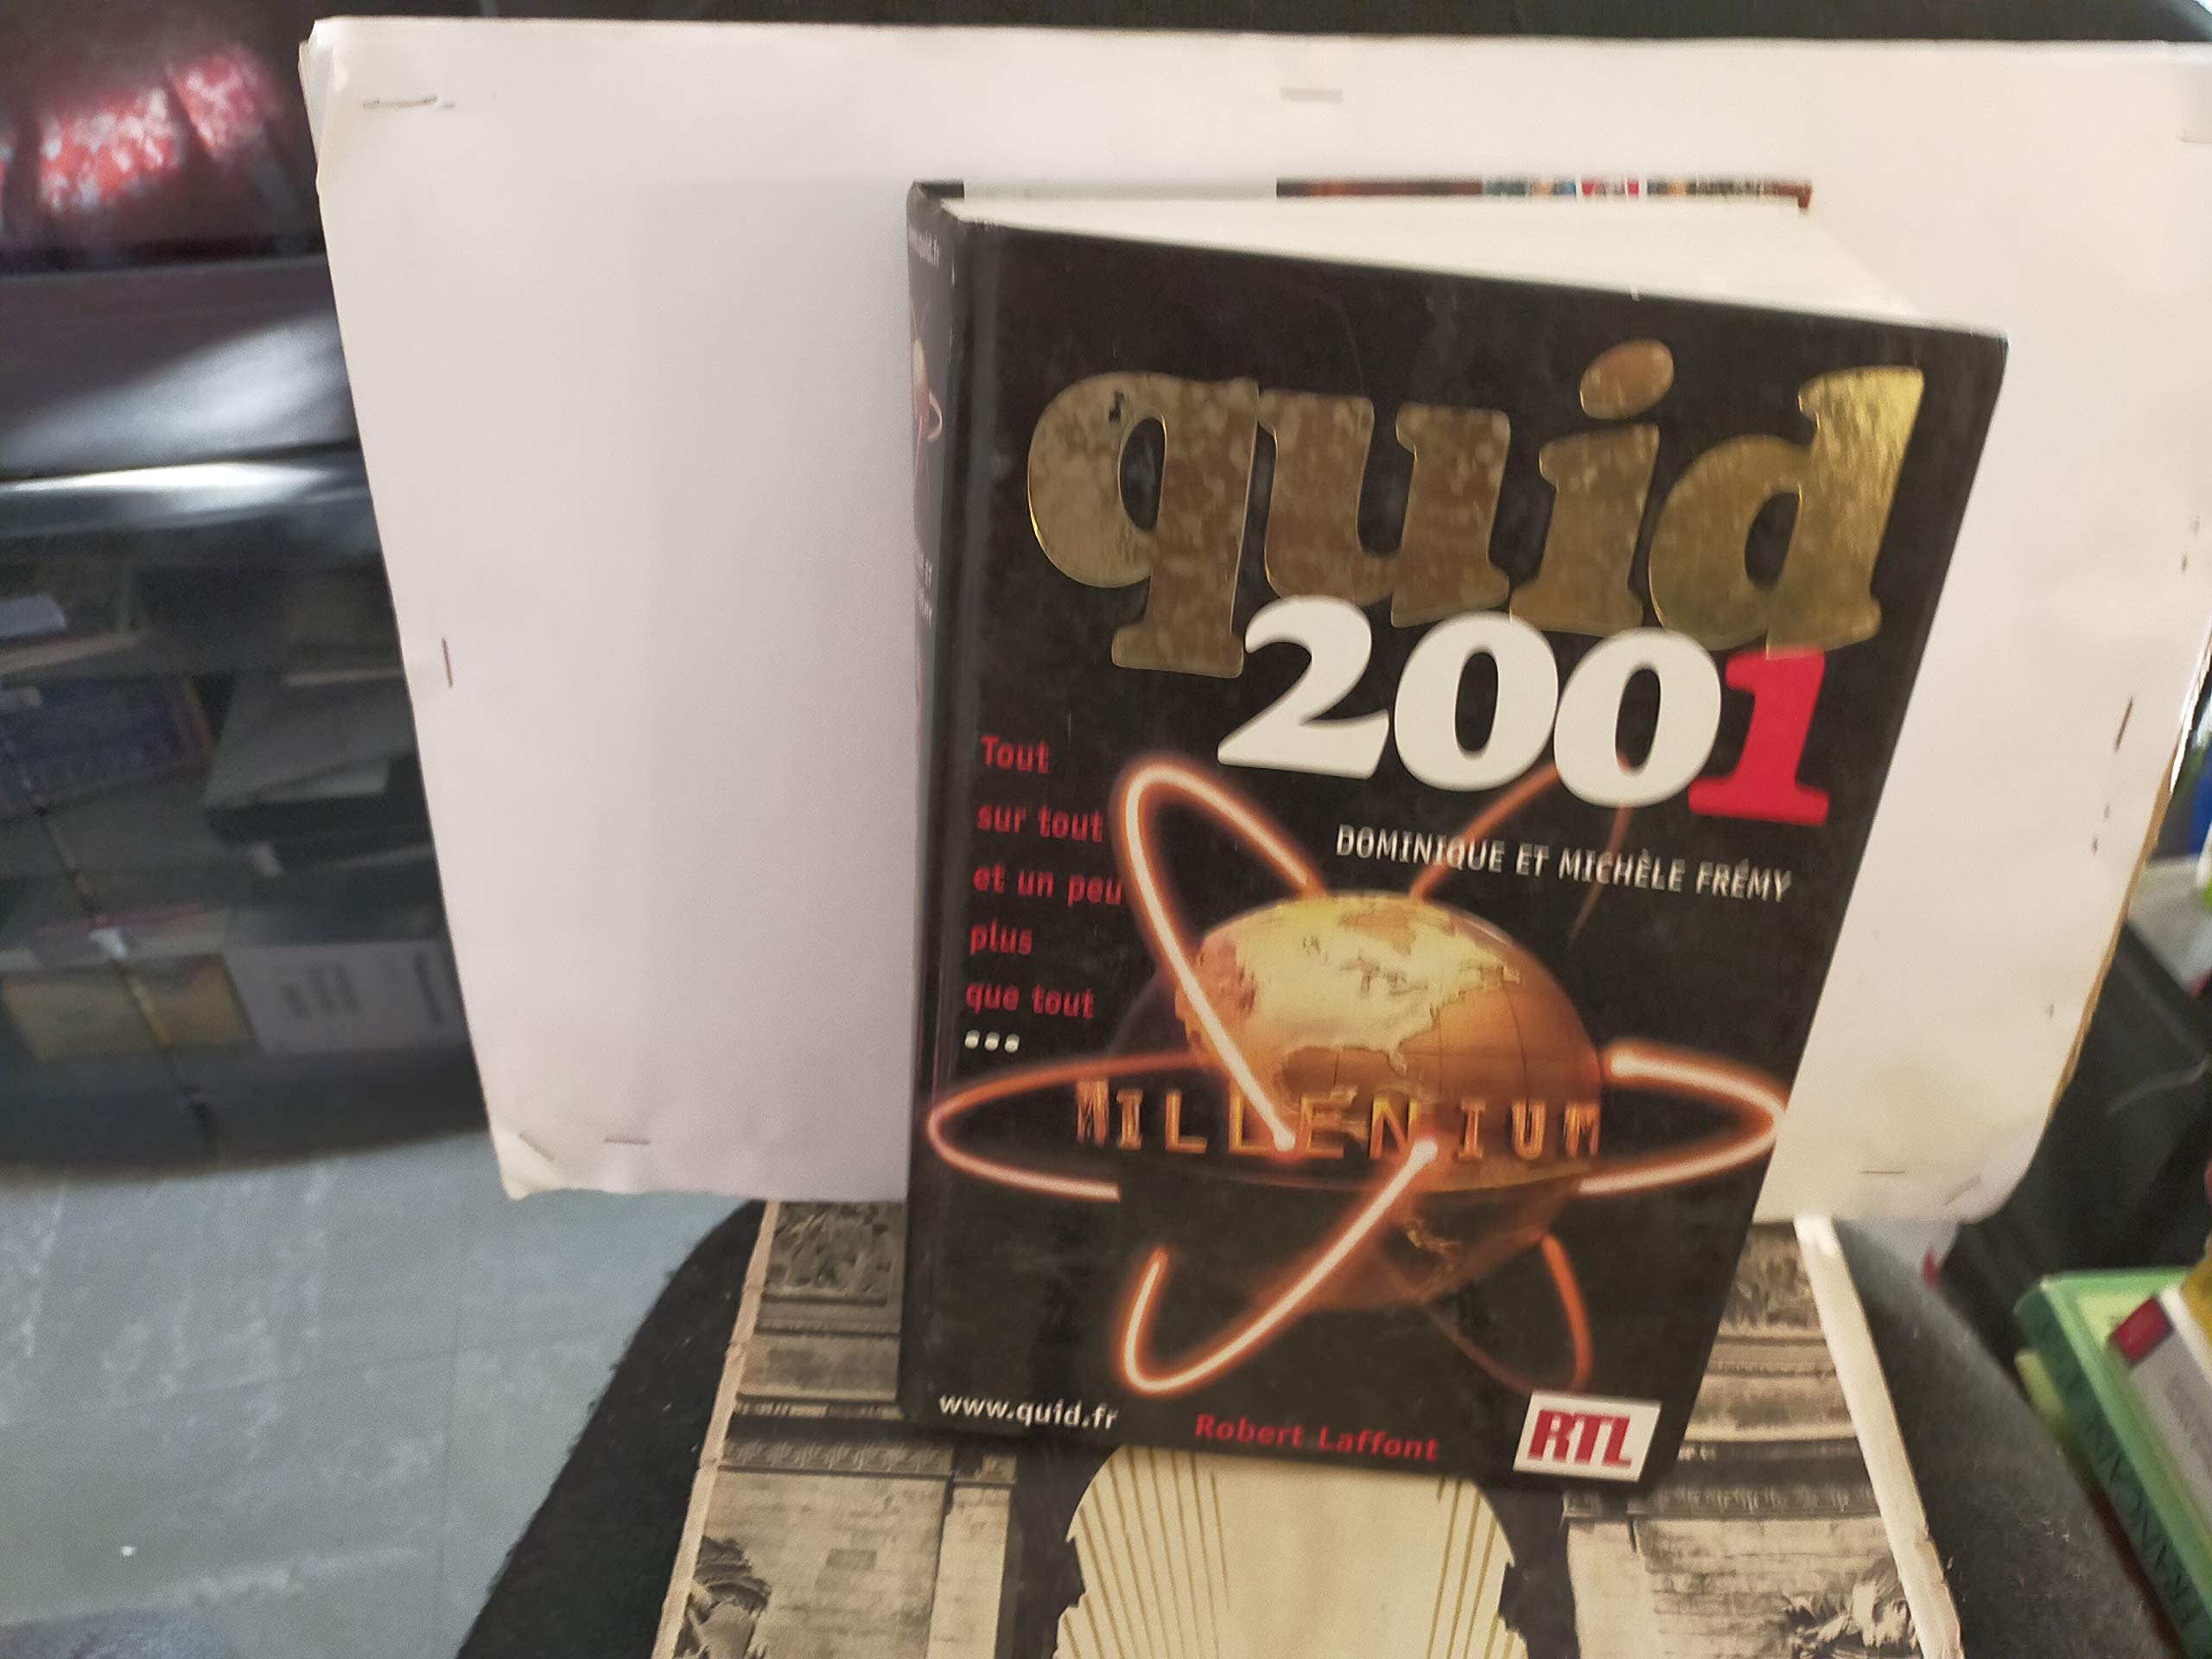 quid
2001
DOMINIQUE ET MICHÈLE FRÉMY
Tout
sur tout
et un peu
plus
que tout
...
MILLENIUM
www.quid.fr
Robert Laffont
RTL